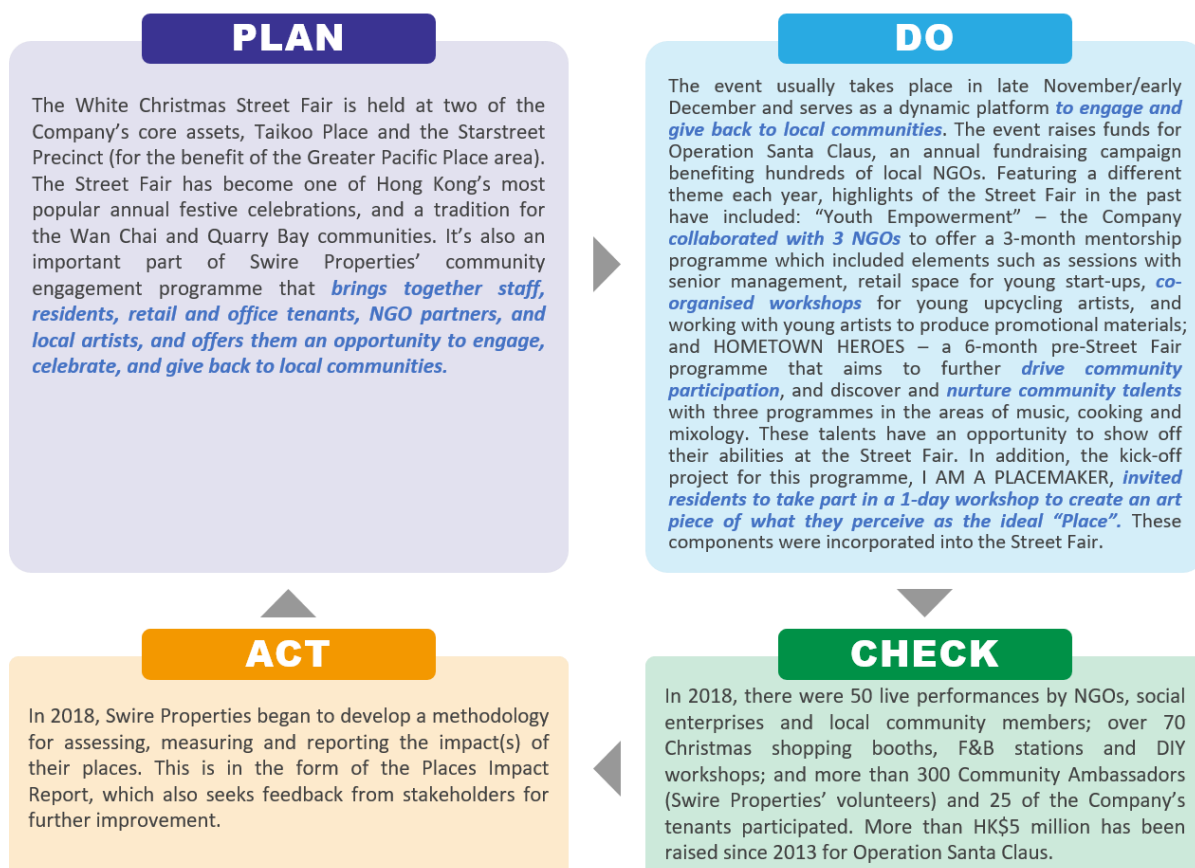 PLAN
The White Christmas Street Fair is held at two of the
Company’s core assets, Taikoo Place and the Starstreet
Precinct (for the benefit of the Greater Pacific Place area).
The Street Fair has become one of Hong Kong’s most
popular annual festive celebrations, and a tradition for
the Wan Chai and Quarry Bay communities. It’s also an
important part of Swire Properties’ community
engagement programme that brings together staff,
residents, retail and office tenants, NGO partners, and
local artists, and offers them an opportunity to engage,
celebrate, and give back to local communities.
DO
The event usually takes place in late November/early
December and serves as a dynamic platform to engage and
give back to local communities. The event raises funds for
Operation Santa Claus, an annual fundraising campaign
benefiting hundreds of local NGOs. Featuring a different
theme each year, highlights of the Street Fair in the past
have included: “Youth Empowerment” – the Company
collaborated with 3 NGOs to offer a 3-month mentorship
programme which included elements such as sessions with
senior management, retail space for young start-ups, co-
organised workshops for young upcycling artists, and
working with young artists to produce promotional materials;
and HOMETOWN HEROES – a 6-month pre-Street Fair
programme that aims to further drive community
participation, and discover and nurture community talents
with three programmes in the areas of music, cooking and
mixology. These talents have an opportunity to show off
their abilities at the Street Fair. In addition, the kick-off
project for this programme, I AM A PLACEMAKER, invited
residents to take part in a 1-day workshop to create an art
piece of what they perceive as the ideal “Place”. These
components were incorporated into the Street Fair.
CHECK
In 2018, there were 50 live performances by NGOs, social
enterprises and local community members; over 70
Christmas shopping booths, F&B stations and DIY
workshops; and more than 300 Community Ambassadors
(Swire Properties’ volunteers) and 25 of the Company’s
tenants participated. More than HK$5 million has been
raised since 2013 for Operation Santa Claus.
ACT
In 2018, Swire Properties began to develop a methodology
for assessing, measuring and reporting the impact(s) of
their places. This is in the form of the Places Impact
Report, which also seeks feedback from stakeholders for
further improvement.